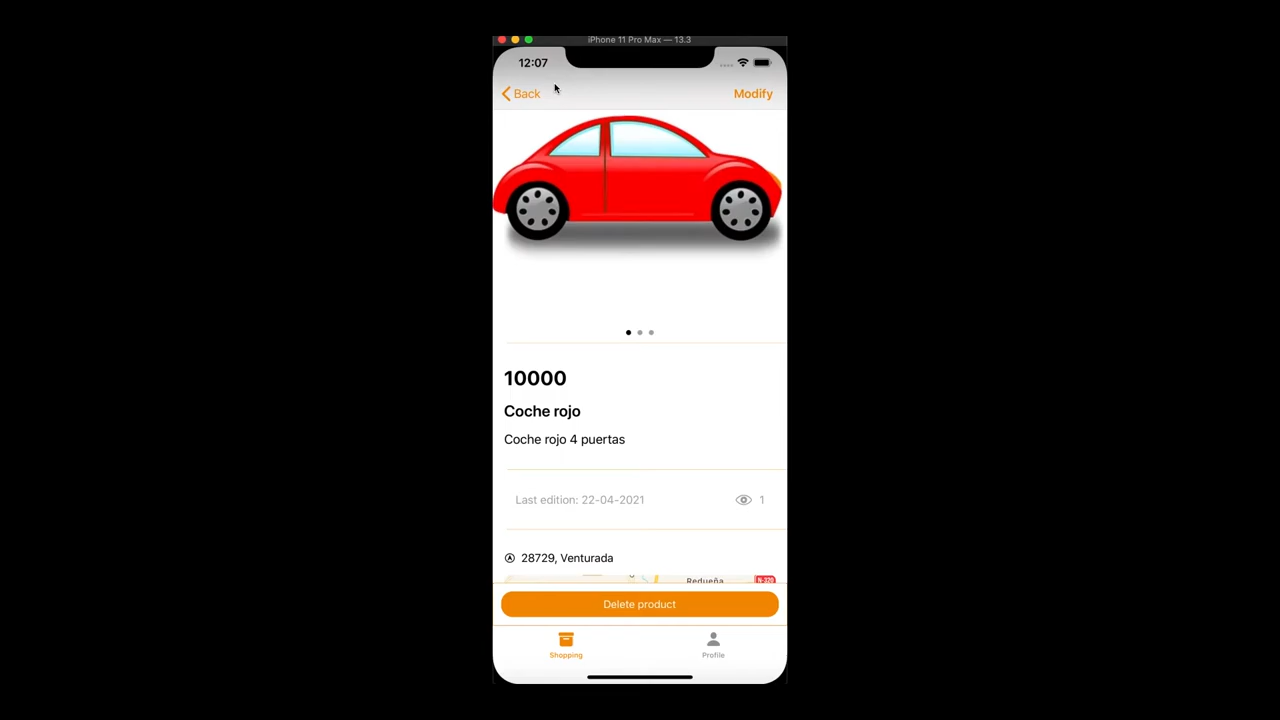 iPhone 11 Pro Max — 13.3
12:07
Back
Modify
10000
Coche rojo
Coche rojo 4 puertas
Last edition: 22-04-2021
1
28729, Venturada
Redueña
N-320
Delete product
Shopping
Profile